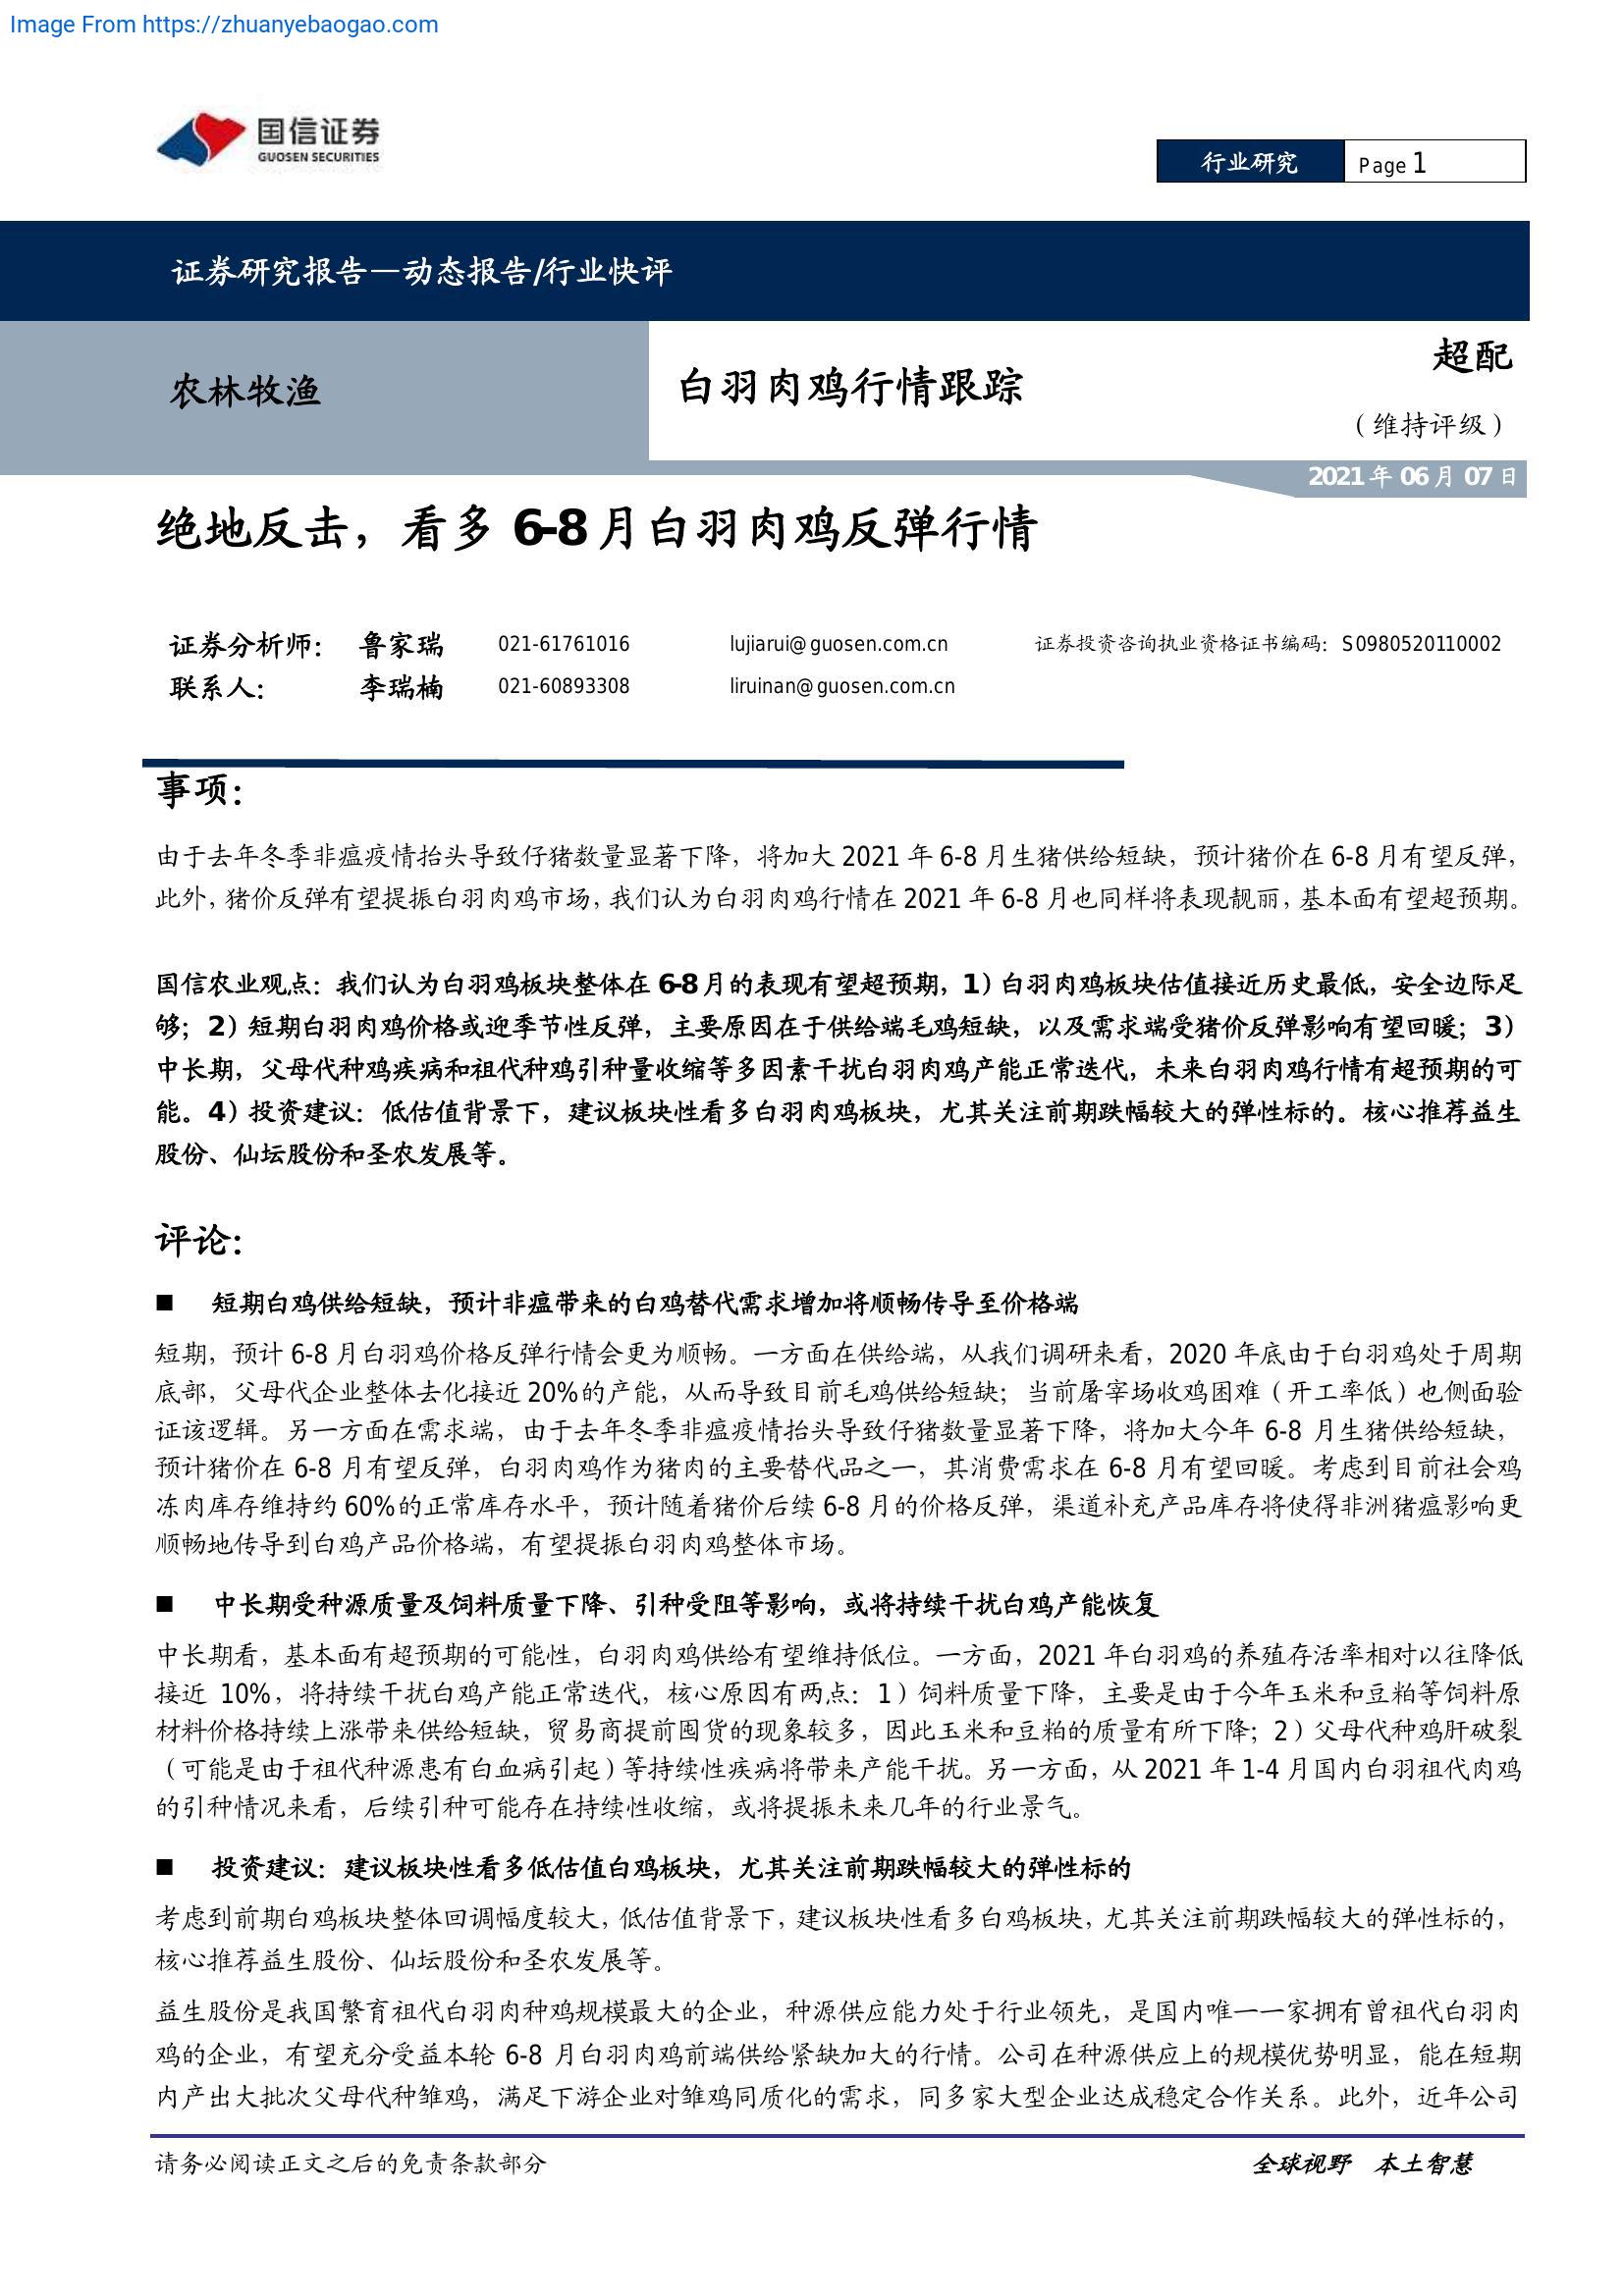 Image From https://zhuanyebaogao.com
国信证券
GUOSEN SECURITIES
行业研究 Page 1
证券研究报告—动态报告/行业快评
农林牧渔
白羽肉鸡行情跟踪
超配
（维持评级）
2021 年 06 月 07 日
绝地反击，看多 6-8 月白羽肉鸡反弹行情
证券分析师： 鲁家瑞 021-61761016 lujiarui@guosen.com.cn 证券投资咨询执业资格证书编码：S0980520110002
联系人： 李瑞楠 021-60893308 liruinan@guosen.com.cn
事项：
由于去年冬季非瘟疫情抬头导致仔猪数量显著下降，将加大 2021 年 6-8 月生猪供给短缺，预计猪价在 6-8 月有望反弹，
此外，猪价反弹有望提振白羽肉鸡市场，我们认为白羽肉鸡行情在 2021 年 6-8 月也同样将表现靓丽，基本面有望超预期。
国信农业观点：我们认为白羽鸡板块整体在 6-8 月的表现有望超预期，1）白羽肉鸡板块估值接近历史最低，安全边际足
够；2）短期白羽肉鸡价格或迎季节性反弹，主要原因在于供给端毛鸡短缺，以及需求端受猪价反弹影响有望回暖；3）
中长期，父母代种鸡疾病和祖代种鸡引种量收缩等多因素干扰白羽肉鸡产能正常迭代，未来白羽肉鸡行情有超预期的可
能。4）投资建议：低估值背景下，建议板块性看多白羽肉鸡板块，尤其关注前期跌幅较大的弹性标的。核心推荐益生
股份、仙坛股份和圣农发展等。
评论：
■ 短期白鸡供给短缺，预计非瘟带来的白鸡替代需求增加将顺畅传导至价格端
短期，预计 6-8 月白羽鸡价格反弹行情会更为顺畅。一方面在供给端，从我们调研来看，2020 年底由于白羽鸡处于周期
底部，父母代企业整体去化接近 20%的产能，从而导致目前毛鸡供给短缺；当前屠宰场收鸡困难（开工率低）也侧面验
证该逻辑。另一方面在需求端，由于去年冬季非瘟疫情抬头导致仔猪数量显著下降，将加大今年 6-8 月生猪供给短缺，
预计猪价在 6-8 月有望反弹，白羽肉鸡作为猪肉的主要替代品之一，其消费需求在 6-8 月有望回暖。考虑到目前社会鸡
冻肉库存维持约 60%的正常库存水平，预计随着猪价后续 6-8 月的价格反弹，渠道补充产品库存将使得非洲猪瘟影响更
顺畅地传导到白鸡产品价格端，有望提振白羽肉鸡整体市场。
■ 中长期受种源质量及饲料质量下降、引种受阻等影响，或将持续干扰白鸡产能恢复
中长期看，基本面有超预期的可能性，白羽肉鸡供给有望维持低位。一方面，2021 年白羽鸡的养殖存活率相对以往降低
接近 10%，将持续干扰白鸡产能正常迭代，核心原因有两点：1）饲料质量下降，主要是由于今年玉米和豆粕等饲料原
材料价格持续上涨带来供给短缺，贸易商提前囤货的现象较多，因此玉米和豆粕的质量有所下降；2）父母代种鸡肝破裂
（可能是由于祖代种源患有白血病引起）等持续性疾病将带来产能干扰。另一方面，从 2021 年 1-4 月国内白羽祖代肉鸡
的引种情况来看，后续引种可能存在持续性收缩，或将提振未来几年的行业景气。
■ 投资建议：建议板块性看多低估值白鸡板块，尤其关注前期跌幅较大的弹性标的
考虑到前期白鸡板块整体回调幅度较大，低估值背景下，建议板块性看多白鸡板块，尤其关注前期跌幅较大的弹性标的，
核心推荐益生股份、仙坛股份和圣农发展等。
益生股份是我国繁育祖代白羽肉种鸡规模最大的企业，种源供应能力处于行业领先，是国内唯一一家拥有曾祖代白羽肉
鸡的企业，有望充分受益本轮 6-8 月白羽肉鸡前端供给紧缺加大的行情。公司在种源供应上的规模优势明显，能在短期
内产出大批次父母代种雏鸡，满足下游企业对雏鸡同质化的需求，同多家大型企业达成稳定合作关系。此外，近年公司
请务必阅读正文之后的免责条款部分
全球视野 本土智慧